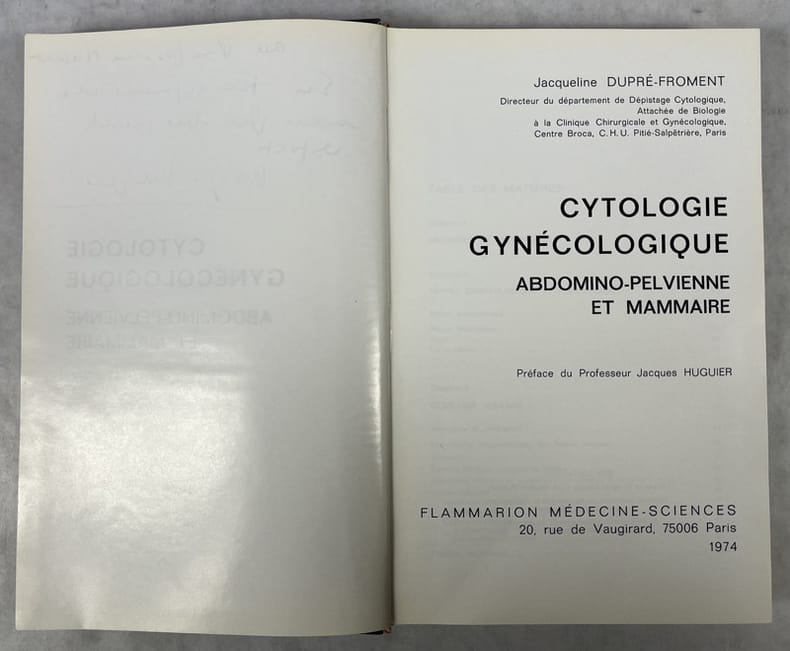 Jacqueline DUPRÉ-FROMENT
Directeur du département de Dépistage Cytologique,
Attachée de Biologie
à la Clinique Chirurgicale et Gynécologique,
Centre Broca, C.H.U. Pitié-Salpêtrière, Paris
CYTOLOGIE
GYNÉCOLOGIQUE
ABDOMINO-PELVIENNE
ET MAMMAIRE
Préface du Professeur Jacques HUGUIER
FLAMMARION MÉDECINE-SCIENCES
20, rue de Vaugirard, 75006 Paris
1974